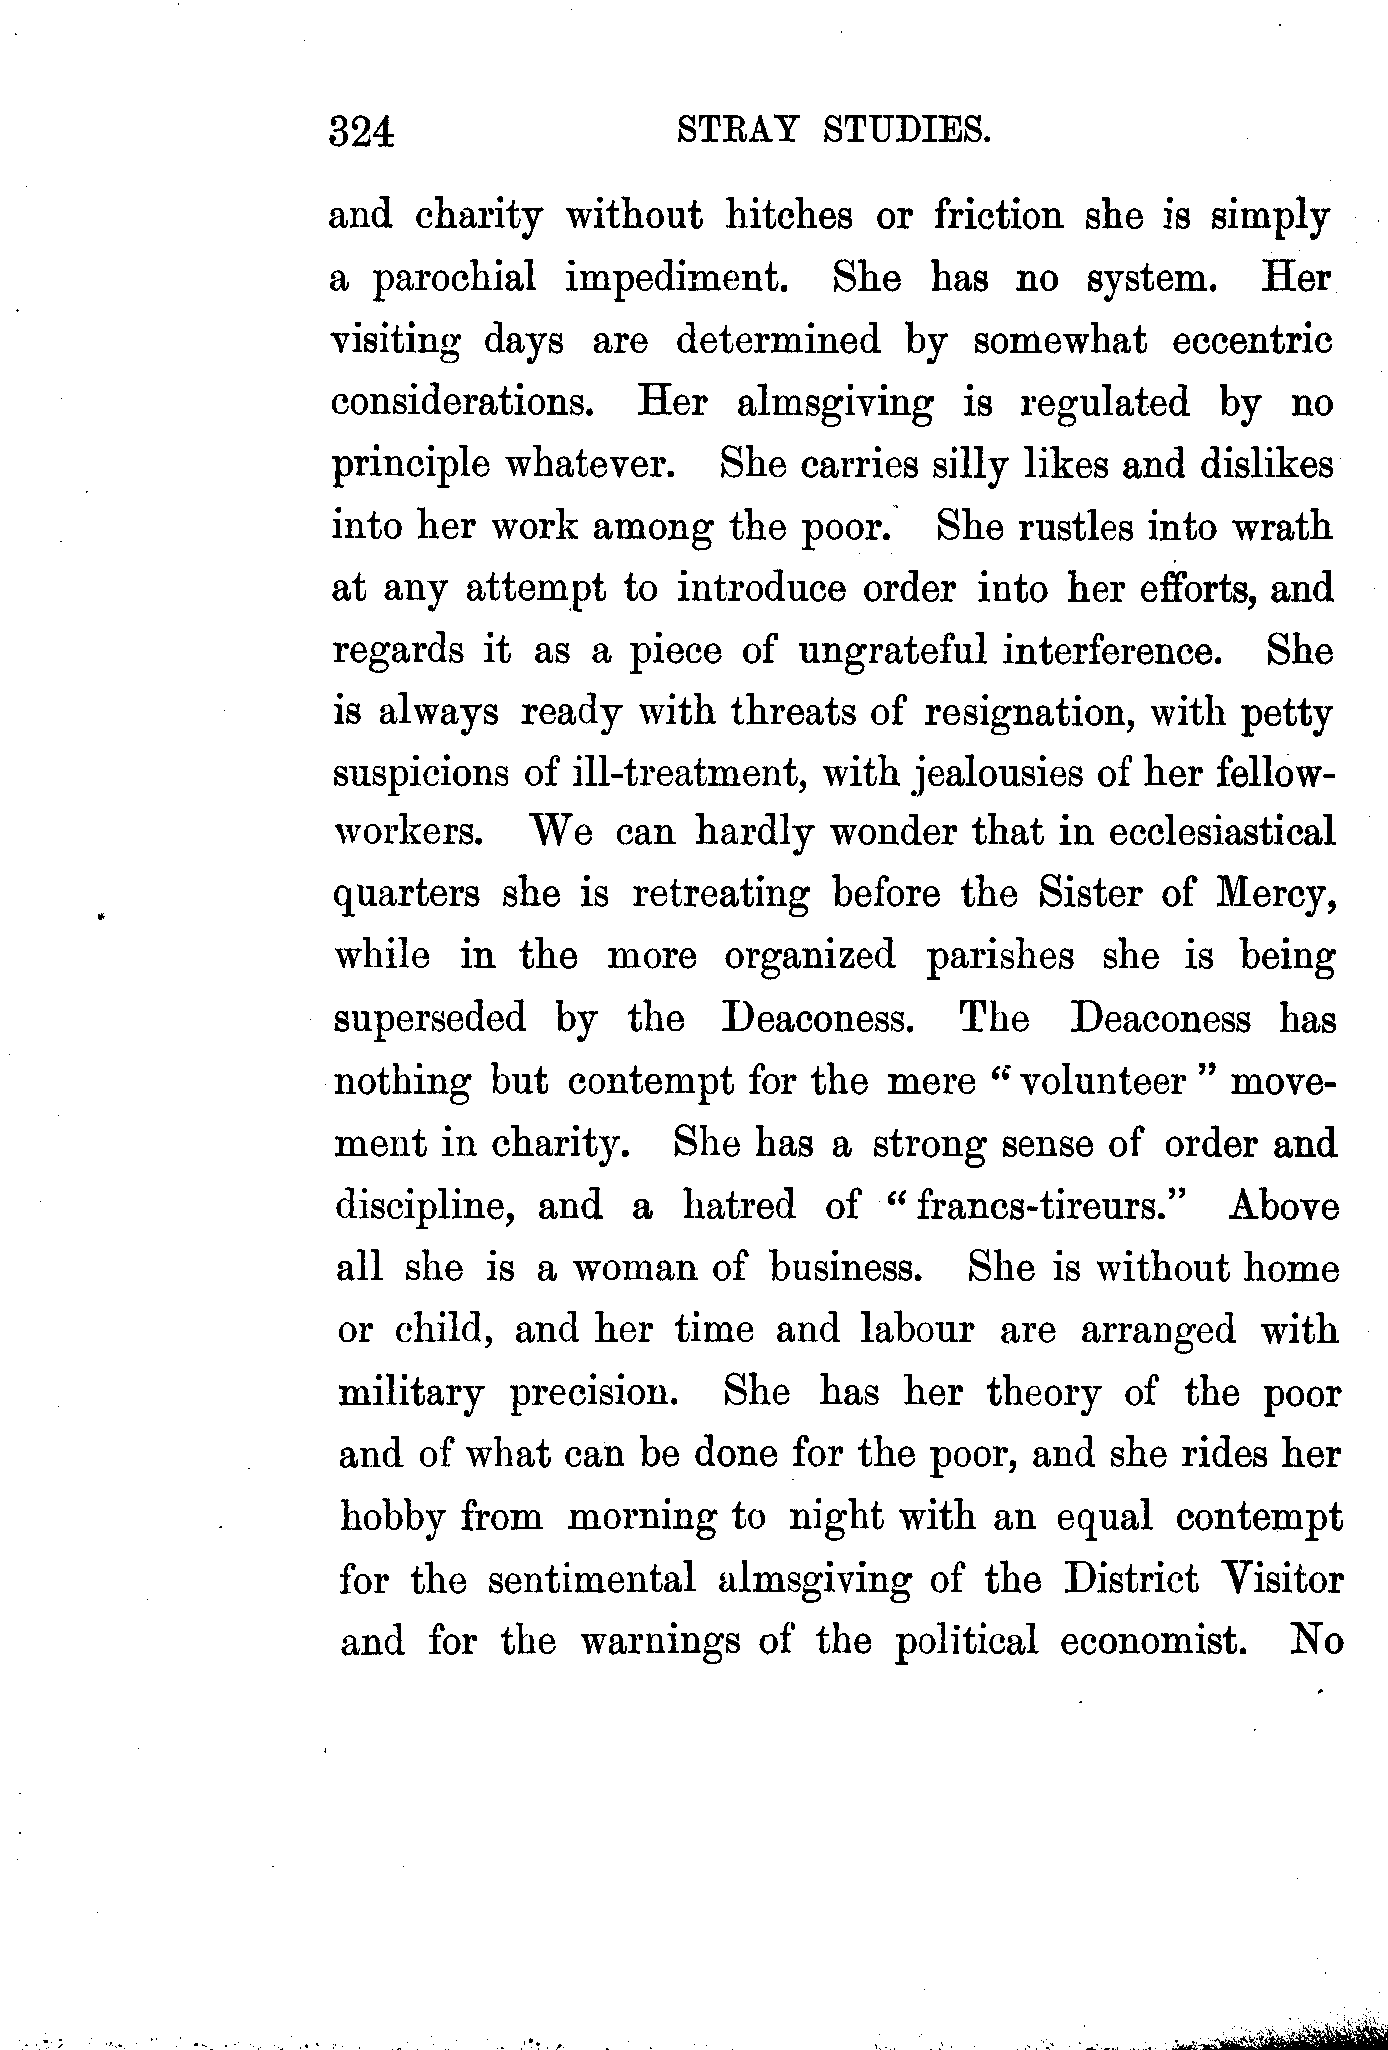 324 STRAY STUDIES.
and charity without hitches or friction she is simply
a parochial impediment. She has no system. Her
visiting days are determined by somewhat eccentric
considerations. Her almsgiving is regulated by no
principle whatever. She carries silly likes and dislikes
into her work among the poor. She rustles into wrath
at any attempt to introduce order into her efforts, and
regards it as a piece of ungrateful interference. She
is always ready with threats of resignation, with petty
suspicions of ill-treatment, with jealousies of her fellow-
workers. We can hardly wonder that in ecclesiastical
quarters she is retreating before the Sister of Mercy,
while in the more organized parishes she is being
superseded by the Deaconess. The Deaconess has
nothing but contempt for the mere “ volunteer ” move-
ment in charity. She has a strong sense of order and
discipline, and a hatred of “ francs-tireurs.” Above
all she is a woman of business. She is without home
or child, and her time and labour are arranged with
military precision. She has her theory of the poor
and of what can be done for the poor, and she rides her
hobby from morning to night with an equal contempt
for the sentimental almsgiving of the District Visitor
and for the warnings of the political economist. No